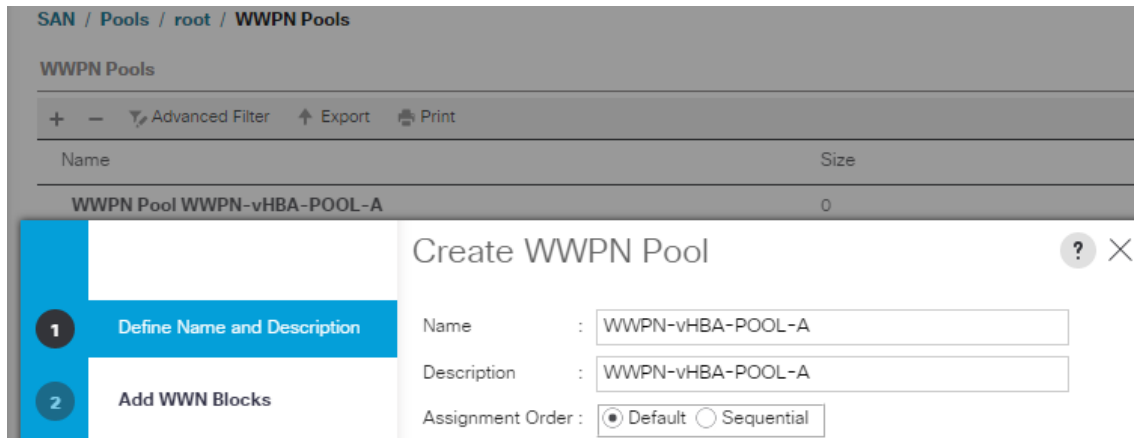 SAN / Pools / root / WWPN Pools
WWPN Pools
+ − Advanced Filter Export Print
Name Size
WWPN Pool WWPN-vHBA-POOL-A 0
Create WWPN Pool ?
1 Define Name and Description
2 Add WWN Blocks
Name : WWPN-vHBA-POOL-A
Description : WWPN-vHBA-POOL-A
Assignment Order : Default Sequential